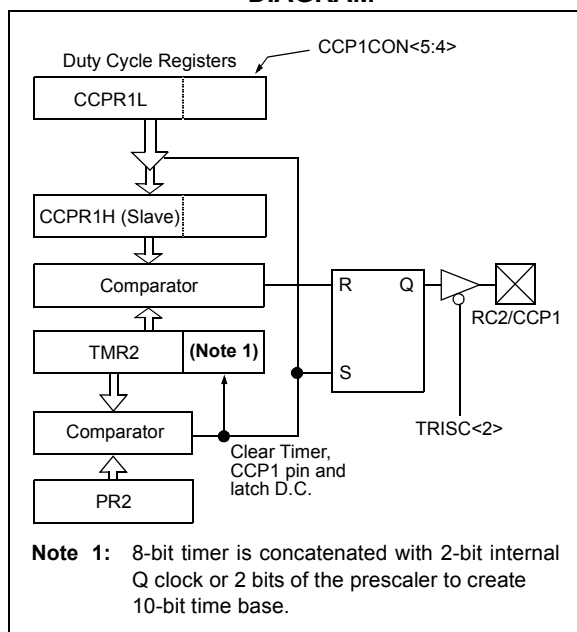 Duty Cycle Registers
CCP1CON<5:4>
CCPR1L
CCPR1H (Slave)
Comparator
R
Q
RC2/CCP1
TMR2
(Note 1)
S
Comparator
TRISC<2>
Clear Timer,
CCP1 pin and
latch D.C.
PR2
Note 1: 8-bit timer is concatenated with 2-bit internal
Q clock or 2 bits of the prescaler to create
10-bit time base.